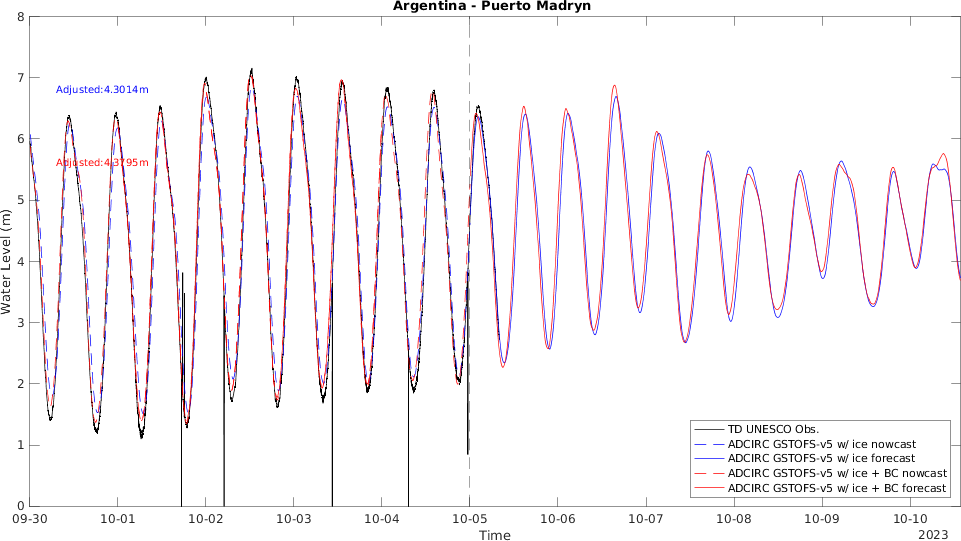 Argentina - Puerto Madryn
8
7
6
5
4
3
2
1
0
Water Level (m)
Adjusted:4.3014m
Adjusted:4.3795m
TD UNESCO Obs.
ADCIRC GSTOFS-v5 w/ ice nowcast
ADCIRC GSTOFS-v5 w/ ice forecast
ADCIRC GSTOFS-v5 w/ ice + BC nowcast
ADCIRC GSTOFS-v5 w/ ice + BC forecast
09-30 10-01 10-02 10-03 10-04 10-05 10-06 10-07 10-08 10-09 10-10
Time
2023